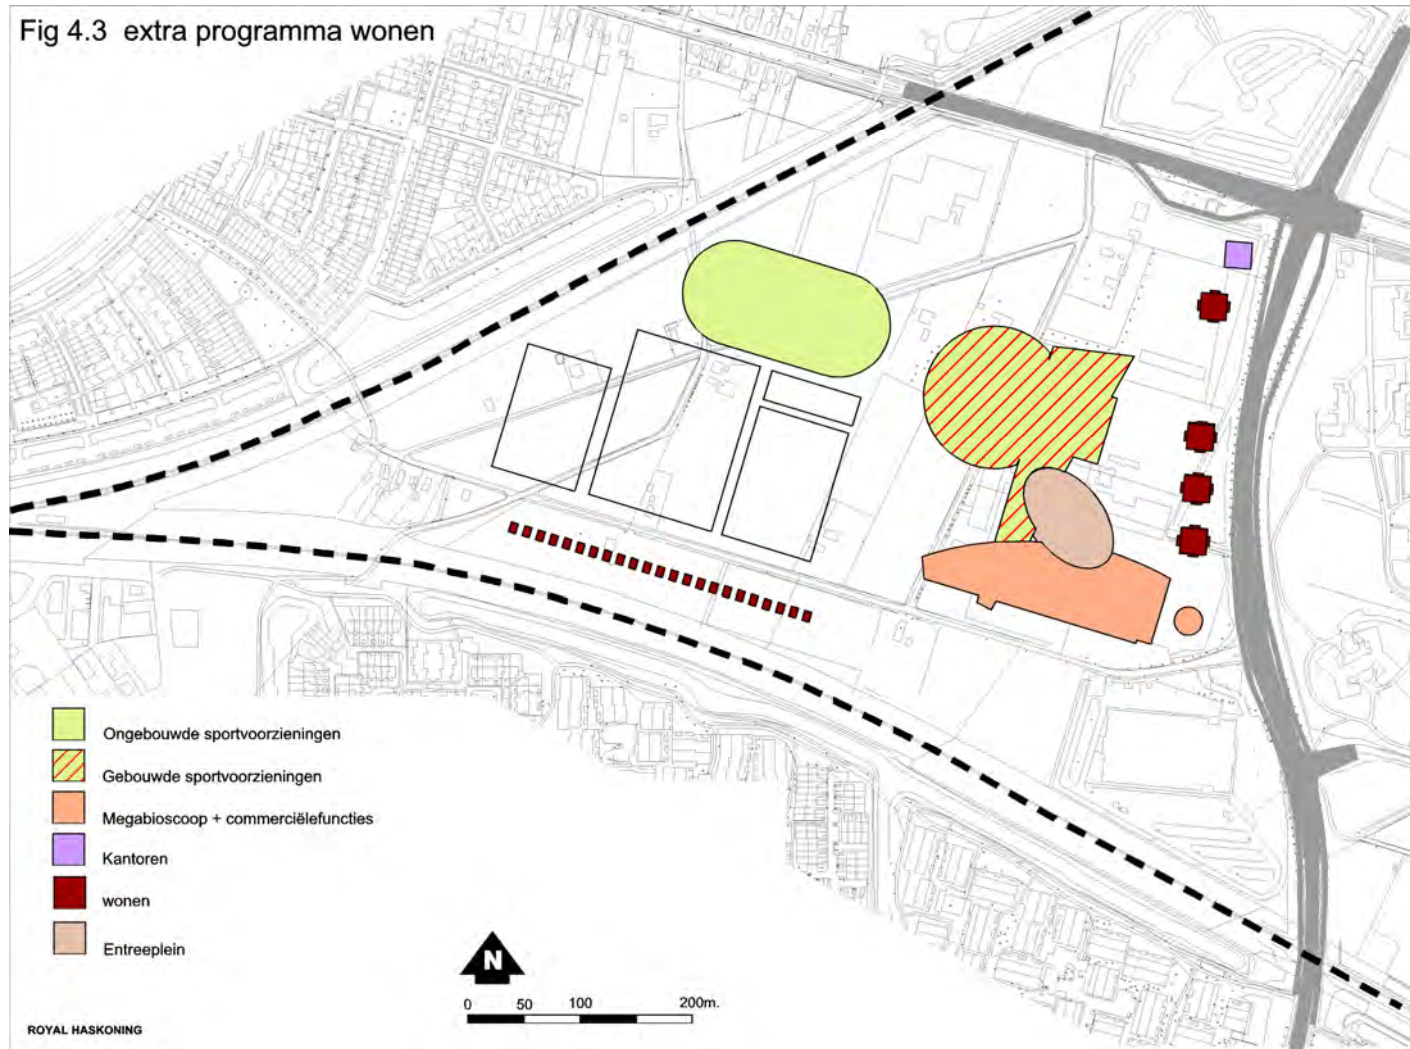 Fig 4.3 extra programma wonen
Ongebouwde sportvoorzieningen
Gebouwde sportvoorzieningen
Megabioscoop + commerciëlefuncties
Kantoren
wonen
Entreeplein
N
0 50 100 200m.
ROYAL HASKONING